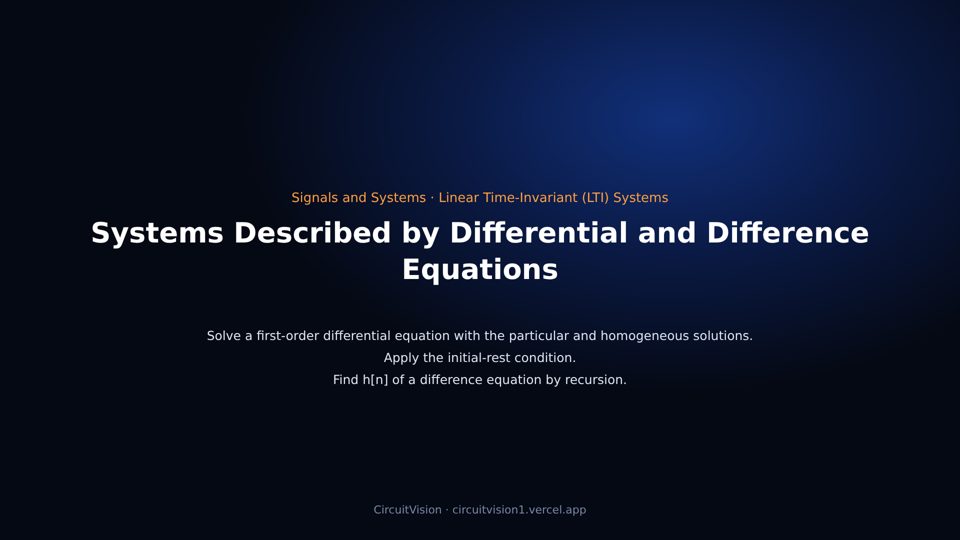 Signals and Systems · Linear Time-Invariant (LTI) Systems
Systems Described by Differential and Difference
Equations
Solve a first-order differential equation with the particular and homogeneous solutions.
Apply the initial-rest condition.
Find h[n] of a difference equation by recursion.
CircuitVision · circuitvision1.vercel.app